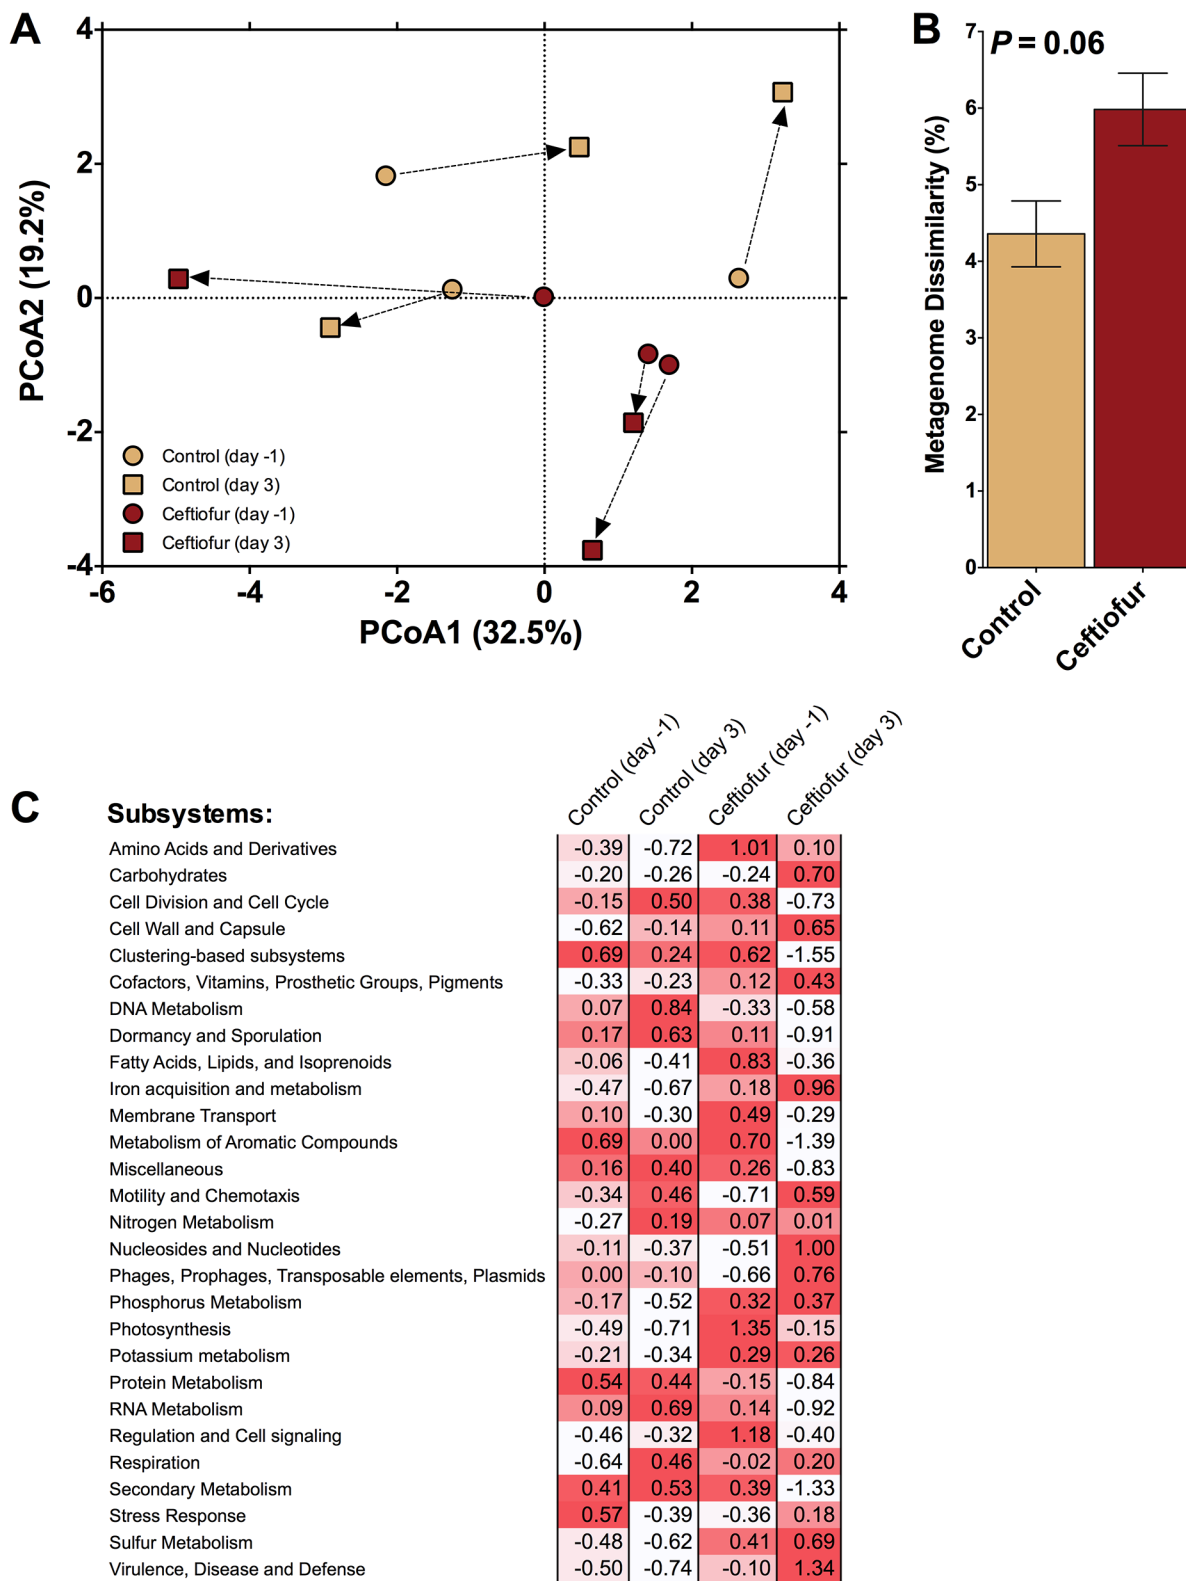 A
4
2
0
-2
-4
-6
-4
-2
0
2
4
PCoA2 (19.2%)
PCoA1 (32.5%)
Control (day -1)
Control (day 3)
Ceftiofur (day -1)
Ceftiofur (day 3)
B
P = 0.06
7
6
5
4
3
2
1
0
Metagenome Dissimilarity (%)
Control
Ceftiofur
C
Subsystems:
Control (day -1)
Control (day 3)
Ceftiofur (day -1)
Ceftiofur (day 3)
Amino Acids and Derivatives -0.39 -0.72 1.01 0.10
Carbohydrates -0.20 -0.26 -0.24 0.70
Cell Division and Cell Cycle -0.15 0.50 0.38 -0.73
Cell Wall and Capsule -0.62 -0.14 0.11 0.65
Clustering-based subsystems 0.69 0.24 0.62 -1.55
Cofactors, Vitamins, Prosthetic Groups, Pigments -0.33 -0.23 0.12 0.43
DNA Metabolism 0.07 0.84 -0.33 -0.58
Dormancy and Sporulation 0.17 0.63 0.11 -0.91
Fatty Acids, Lipids, and Isoprenoids -0.06 -0.41 0.83 -0.36
Iron acquisition and metabolism -0.47 -0.67 0.18 0.96
Membrane Transport 0.10 -0.30 0.49 -0.29
Metabolism of Aromatic Compounds 0.69 0.00 0.70 -1.39
Miscellaneous 0.16 0.40 0.26 -0.83
Motility and Chemotaxis -0.34 0.46 -0.71 0.59
Nitrogen Metabolism -0.27 0.19 0.07 0.01
Nucleosides and Nucleotides -0.11 -0.37 -0.51 1.00
Phages, Prophages, Transposable elements, Plasmids 0.00 -0.10 -0.66 0.76
Phosphorus Metabolism -0.17 -0.52 0.32 0.37
Photosynthesis -0.49 -0.71 1.35 -0.15
Potassium metabolism -0.21 -0.34 0.29 0.26
Protein Metabolism 0.54 0.44 -0.15 -0.84
RNA Metabolism 0.09 0.69 0.14 -0.92
Regulation and Cell signaling -0.46 -0.32 1.18 -0.40
Respiration -0.64 0.46 -0.02 0.20
Secondary Metabolism 0.41 0.53 0.39 -1.33
Stress Response 0.57 -0.39 -0.36 0.18
Sulfur Metabolism -0.48 -0.62 0.41 0.69
Virulence, Disease and Defense -0.50 -0.74 -0.10 1.34